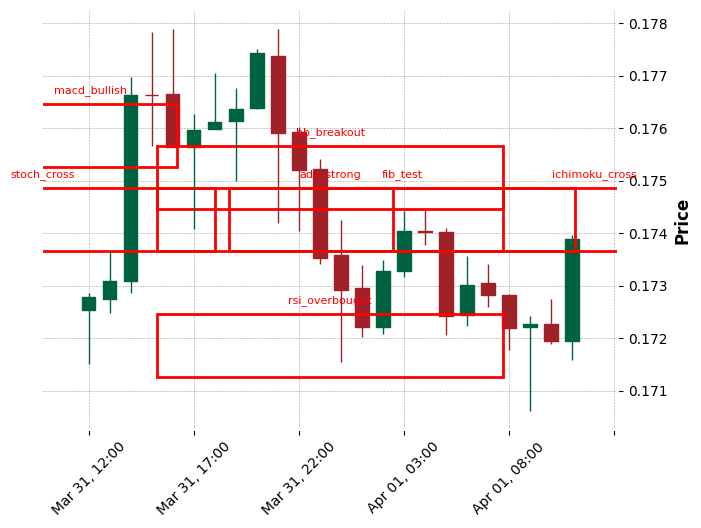 0.178
0.177
macd_bullish
0.176
bb_breakout
0.175
stoch_cross
fib_test
ichimoku_cross
0.174
Price
0.173
rsi_overbought
0.172
0.171
Mar 31, 12:00
Mar 31, 17:00
Mar 31, 22:00
Apr 01, 03:00
Apr 01, 08:00